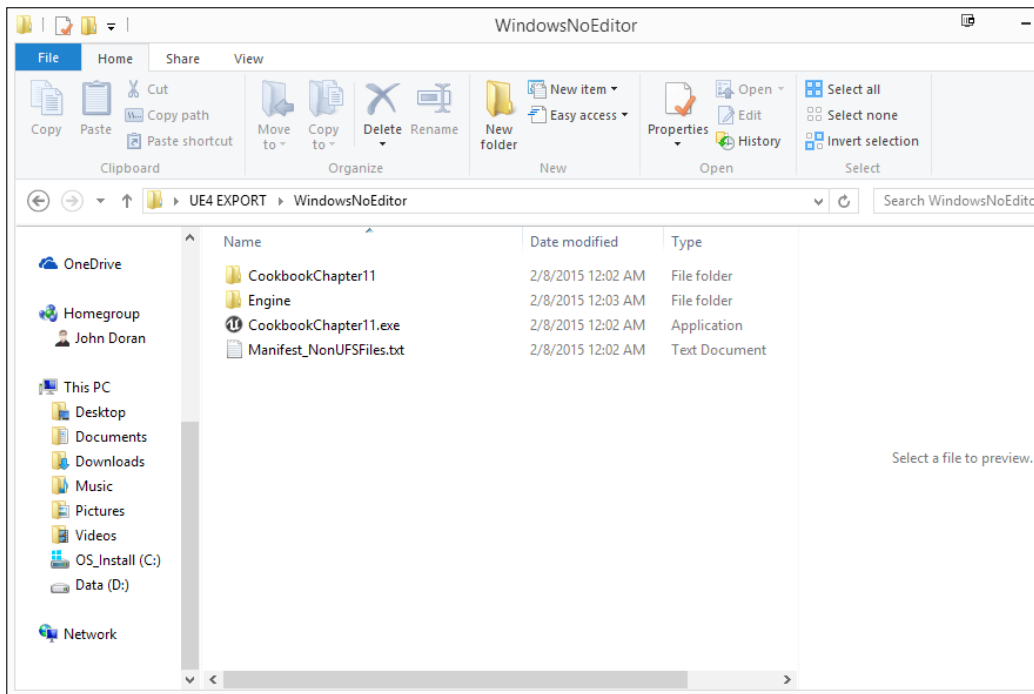 WindowsNoEditor
File Home Share View
Copy
Paste
Cut
Copy path
Paste shortcut
Move to
Copy to
Delete
Rename
New folder
New item
Easy access
Properties
Open
Edit
History
Select all
Select none
Invert selection
Clipboard Organize New Open Select
UE4 EXPORT WindowsNoEditor
Search WindowsNoEdito
Name Date modified Type
CookbookChapter11 2/8/2015 12:02 AM File folder
Engine 2/8/2015 12:03 AM File folder
CookbookChapter11.exe 2/8/2015 12:02 AM Application
Manifest_NonUFSFiles.txt 2/8/2015 12:02 AM Text Document
OneDrive
Homegroup
John Doran
This PC
Desktop
Documents
Downloads
Music
Pictures
Videos
OS_Install (C:)
Data (D:)
Network
Select a file to preview.